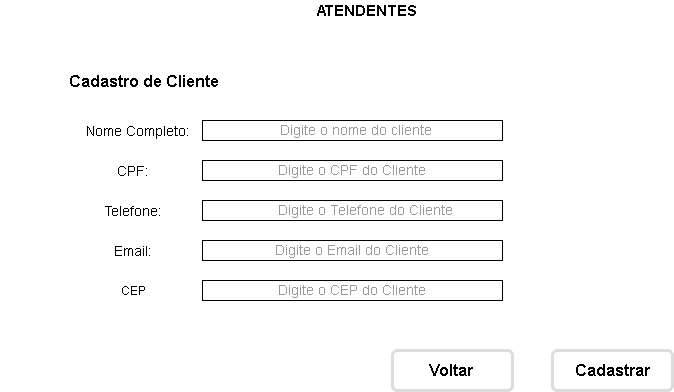 ATENDENTES
Cadastro de Cliente
Nome Completo: Digite o nome do cliente
CPF: Digite o CPF do Cliente
Telefone: Digite o Telefone do Cliente
Email: Digite o Email do Cliente
CEP Digite o CEP do Cliente
Voltar Cadastrar